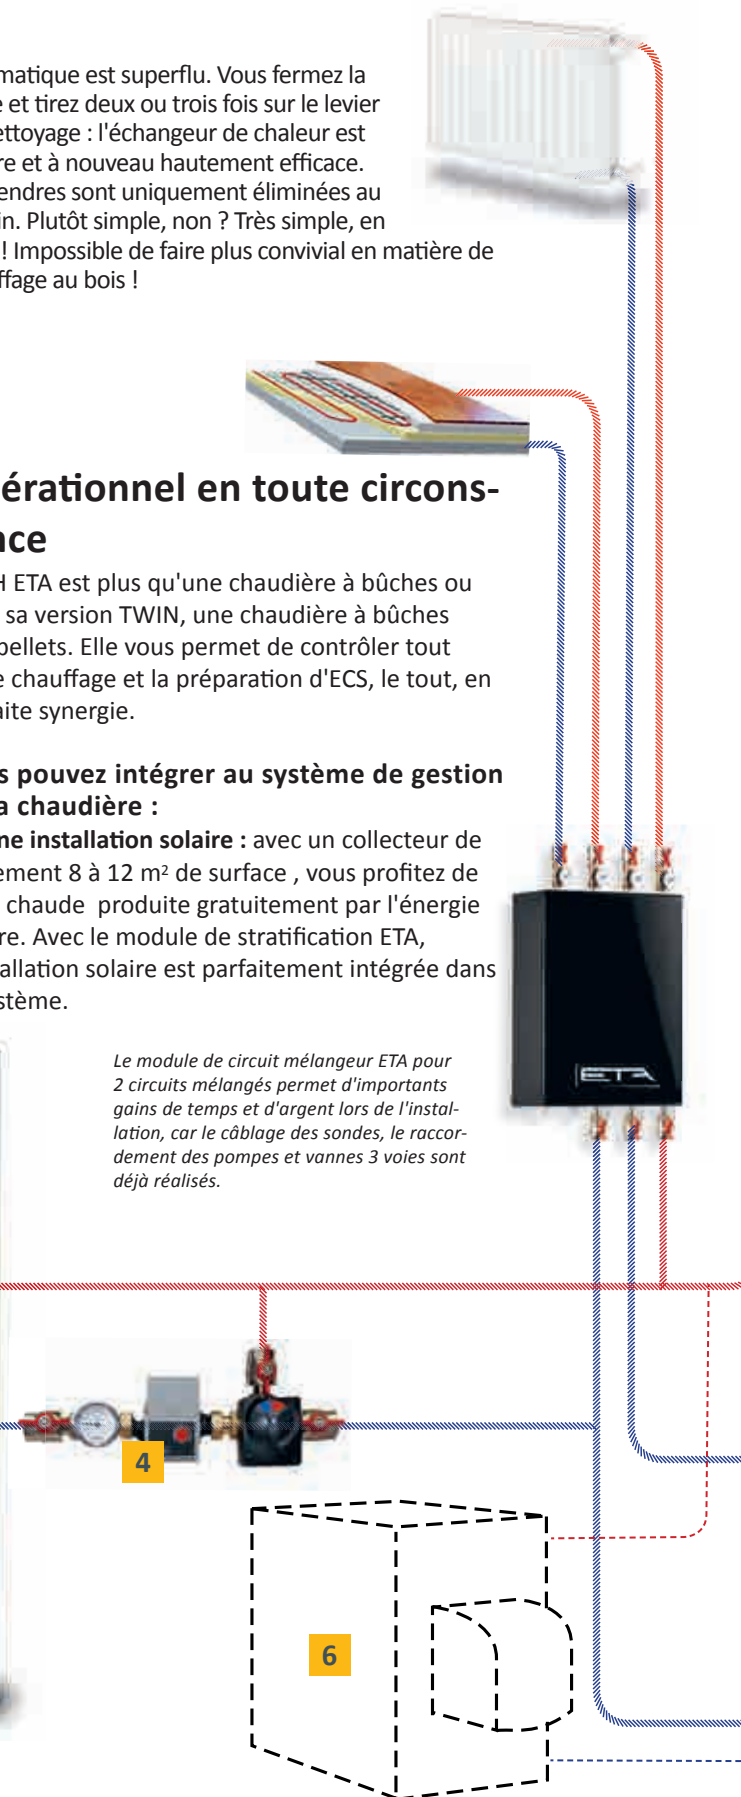 matique est superflu. Vous fermez la
et tirez deux ou trois fois sur le levier
ettoyage : l'échangeur de chaleur est
re et à nouveau hautement efficace.
endres sont uniquement éliminées au
in. Plutôt simple, non ? Très simple, en
! Impossible de faire plus convivial en matière de
ffage au bois !
érationnel en toute circons-
nce
H ETA est plus qu'une chaudière à bûches ou
sa version TWIN, une chaudière à bûches
pellets. Elle vous permet de contrôler tout
e chauffage et la préparation d'ECS, le tout, en
aite synergie.
s pouvez intégrer au système de gestion
a chaudière :
ne installation solaire : avec un collecteur de
ement 8 à 12 m² de surface , vous profitez de
chaude produite gratuitement par l'énergie
re. Avec le module de stratification ETA,
allation solaire est parfaitement intégrée dans
stème.
Le module de circuit mélangeur ETA pour
2 circuits mélangés permet d'importants
gains de temps et d'argent lors de l'instal-
lation, car le câblage des sondes, le raccor-
dement des pompes et vannes 3 voies sont
déjà réalisés.
ETA
4
6